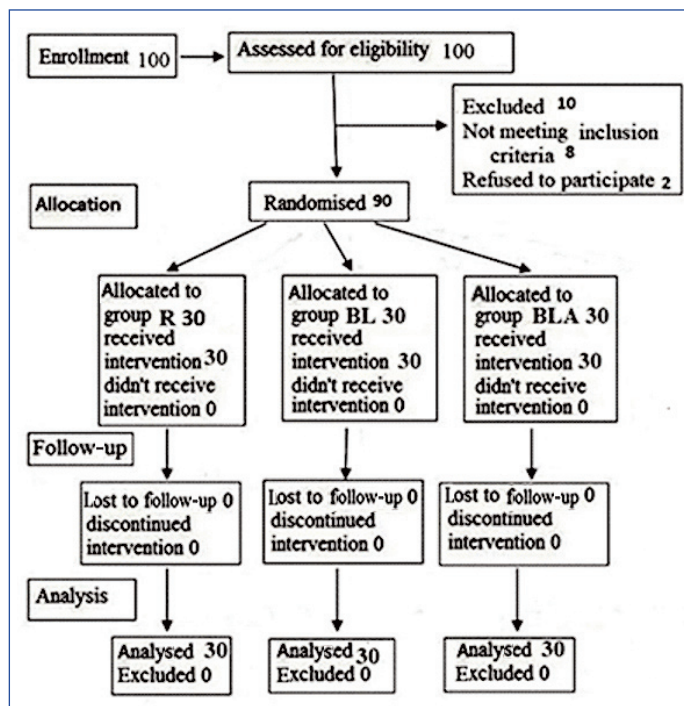 Enrollment 100
Assessed for eligibility 100
Excluded 10
Not meeting inclusion
criteria 8
Refused to participate 2
Allocation
Randomised 90
Allocated to
group R 30
received
intervention 30
didn't receive
intervention 0
Allocated to
group BL 30
received
intervention 30
didn't receive
intervention 0
Allocated to
group BLA 30
received
intervention 30
didn't receive
intervention 0
Follow-up
Lost to follow-up 0
discontinued
intervention 0
Lost to follow-up 0
discontinued
intervention 0
Lost to follow-up 0
discontinued
intervention 0
Analysis
Analysed 30
Excluded 0
Analysed 30
Excluded 0
Analysed 30
Excluded 0